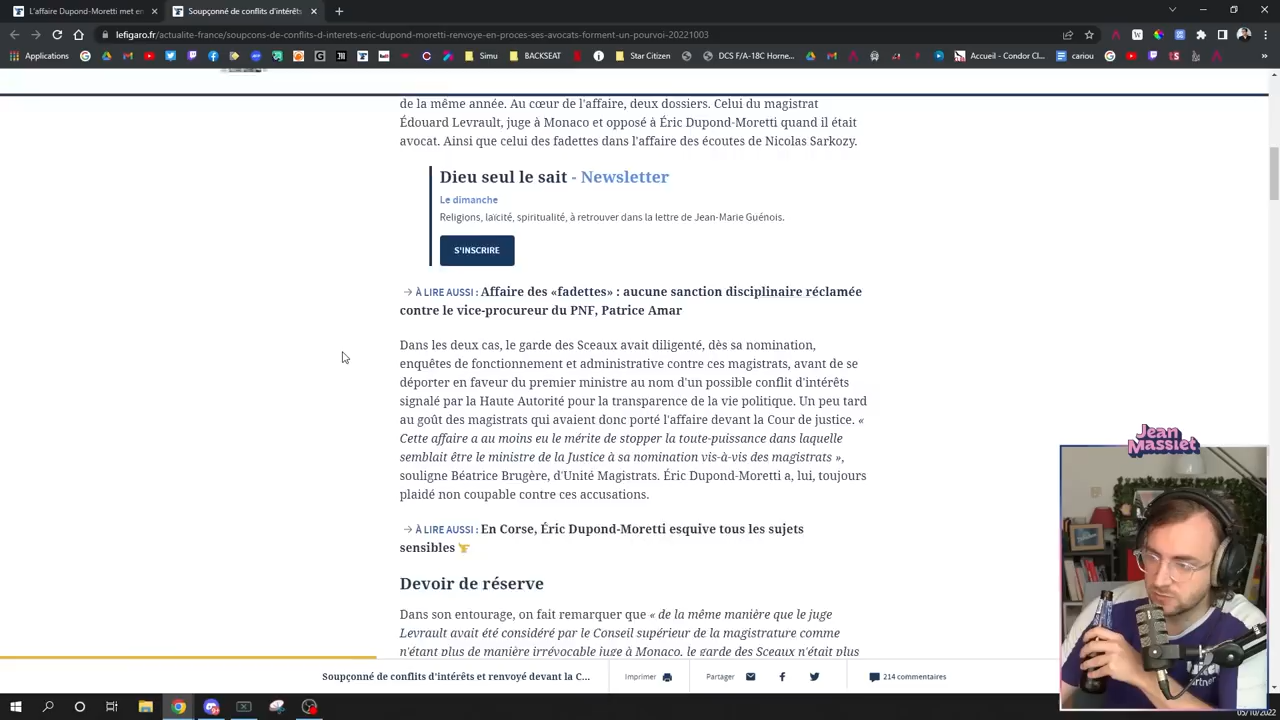 L'affaire Dupond-Moretti met en
Soupçonné de conflits d'intérêts
lefigaro.fr/actualite-france/soupcons-de-conflits-d-interets-eric-dupond-moretti-renvoye-en-proces-ses-avocats-forment-un-pourvoi-20221003
Applications
Simu
BACKSEAT
Star Citizen
DCS F/A-18C Horne...
Accueil - Condor Cl...
cariou
de la même année. Au cœur de l'affaire, deux dossiers. Celui du magistrat
Édouard Levrault, juge à Monaco et opposé à Éric Dupond-Moretti quand il était
avocat. Ainsi que celui des fadettes dans l'affaire des écoutes de Nicolas Sarkozy.
Dieu seul le sait - Newsletter
Le dimanche
Religions, laïcité, spiritualité, à retrouver dans la lettre de Jean-Marie Guénois.
S'INSCRIRE
→ À LIRE AUSSI : Affaire des «fadettes» : aucune sanction disciplinaire réclamée
contre le vice-procureur du PNF, Patrice Amar
Dans les deux cas, le garde des Sceaux avait diligenté, dès sa nomination,
enquêtes de fonctionnement et administrative contre ces magistrats, avant de se
déporter en faveur du premier ministre au nom d'un possible conflit d'intérêts
signalé par la Haute Autorité pour la transparence de la vie politique. Un peu tard
au goût des magistrats qui avaient donc porté l'affaire devant la Cour de justice. «
Cette affaire a au moins eu le mérite de stopper la toute-puissance dans laquelle
semblait être le ministre de la Justice à sa nomination vis-à-vis des magistrats »,
souligne Béatrice Brugère, d'Unité Magistrats. Éric Dupond-Moretti a, lui, toujours
plaidé non coupable contre ces accusations.
→ À LIRE AUSSI : En Corse, Éric Dupond-Moretti esquive tous les sujets
sensibles
Devoir de réserve
Dans son entourage, on fait remarquer que « de la même manière que le juge
Levrault avait été considéré par le Conseil supérieur de la magistrature comme
n'étant plus de manière irrévocable juge à Monaco, le garde des Sceaux n'était plus
Soupçonné de conflits d'intérêts et renvoyé devant la C...
Imprimer
Partager
214 commentaires
Jean
Massiet
05/10/2022